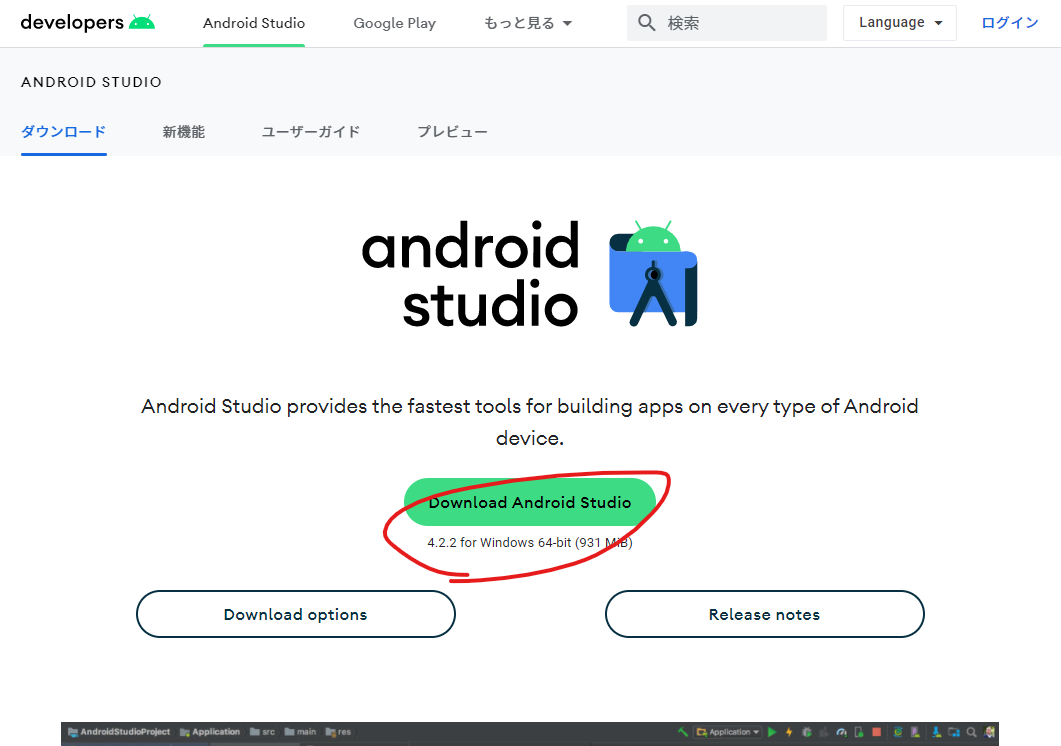 developers
Android Studio
Google Play
もっと見る
検索
Language
ログイン
ANDROID STUDIO
ダウンロード
新機能
ユーザーガイド
プレビュー
android
studio
Android Studio provides the fastest tools for building apps on every type of Android
device.
Download Android Studio
4.2.2 for Windows 64-bit (931 MiB)
Download options
Release notes
AndroidStudioProject
Application
src
main
res
Application